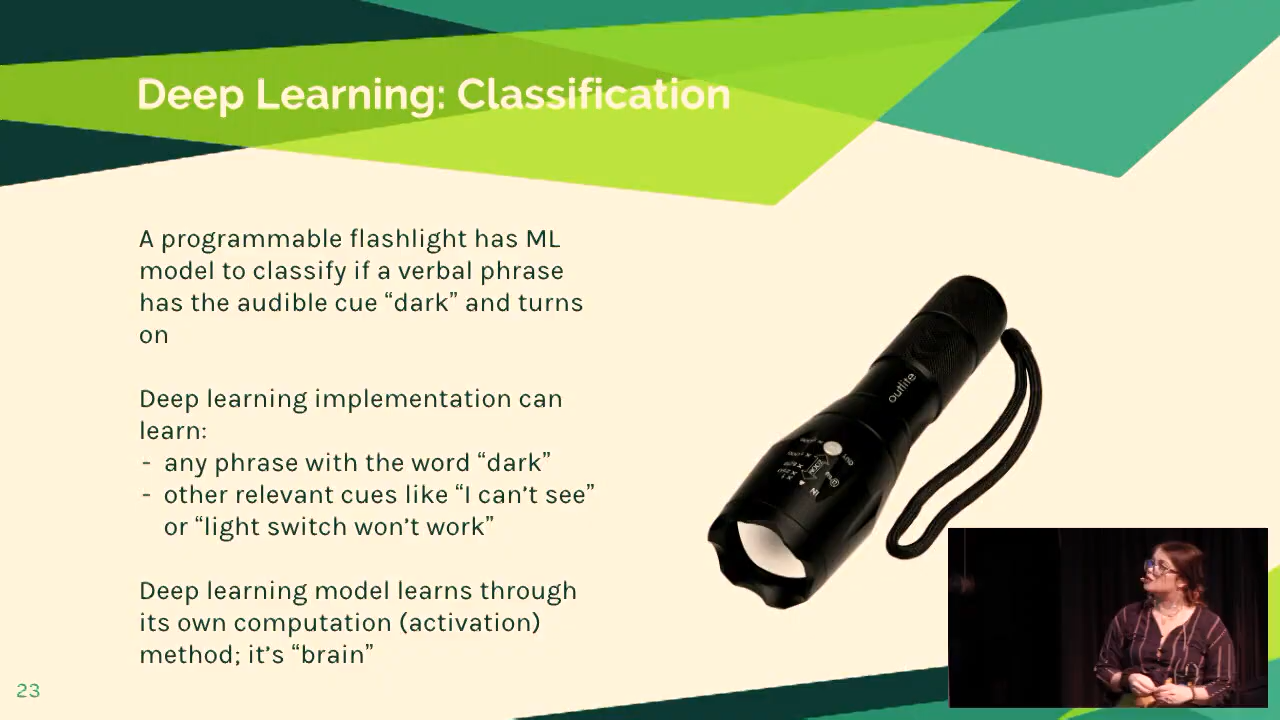 Deep Learning: Classification
A programmable flashlight has ML
model to classify if a verbal phrase
has the audible cue “dark” and turns
on
Deep learning implementation can
learn:
- any phrase with the word “dark”
- other relevant cues like “I can’t see”
or “light switch won’t work”
Deep learning model learns through
its own computation (activation)
method; it’s “brain”
outlite
23